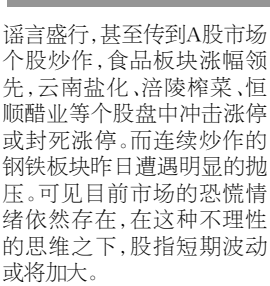 谣言盛行,甚至传到A股市场
个股炒作,食品板块涨幅领
先,云南盐化、涪陵榨菜、恒
顺醋业等个股盘中冲击涨停
或封死涨停。而连续炒作的
钢铁板块昨日遭遇明显的抛
压。可见目前市场的恐慌情
绪依然存在,在这种不理性
的思维之下,股指短期波动
或将加大。